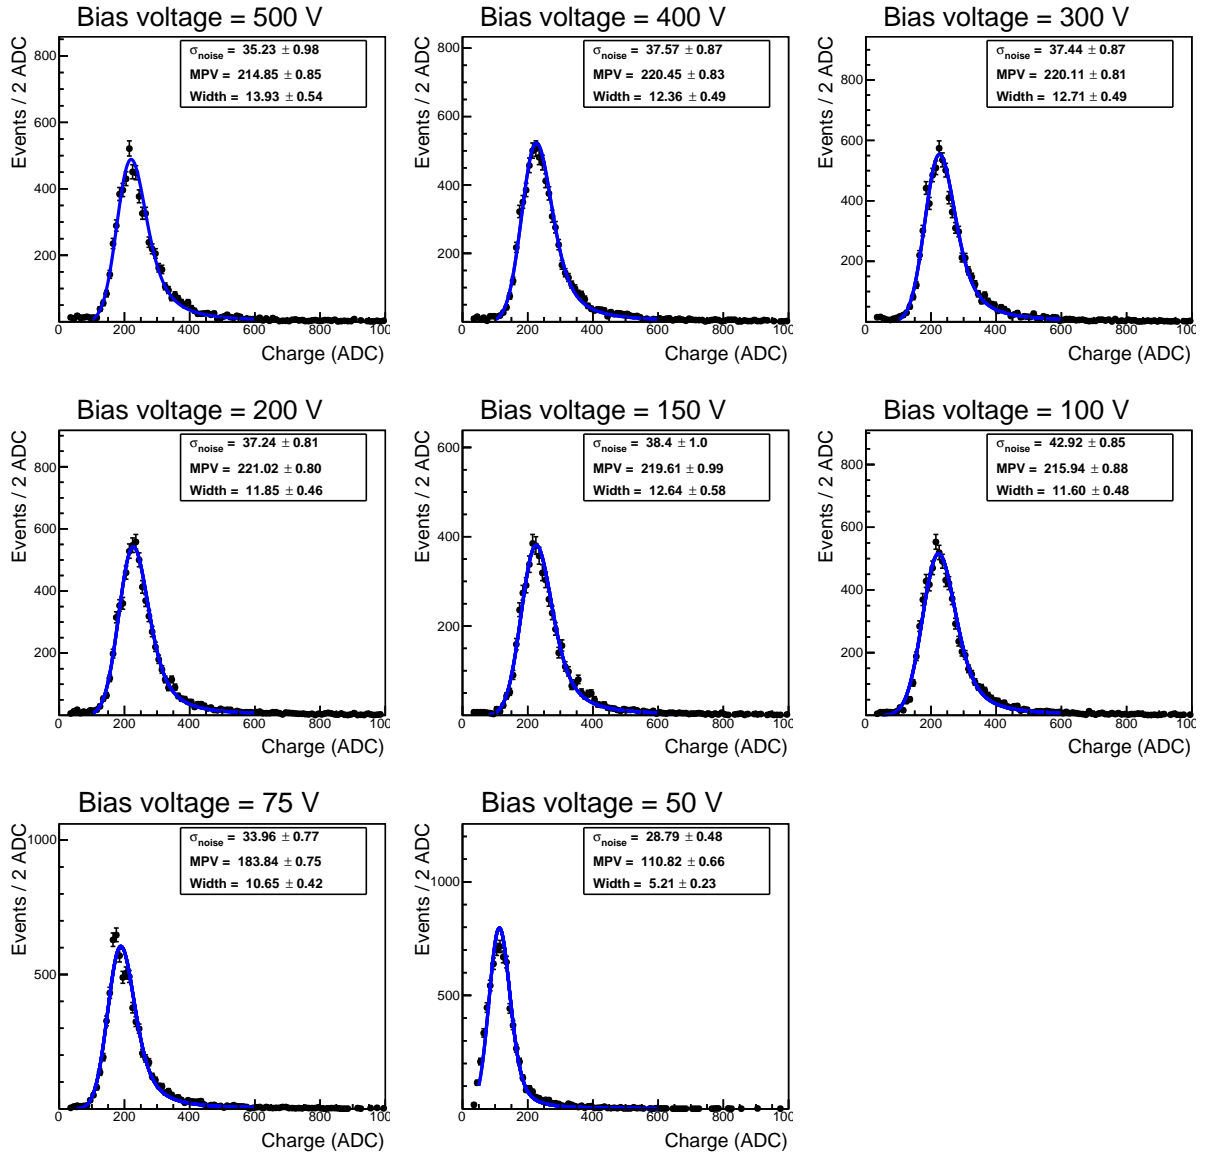 Bias voltage = 500 V
Events / 2 ADC
800
600
400
200
0 200 400 600 800 1000
Charge (ADC)
σnoise = 35.23 ± 0.98
MPV = 214.85 ± 0.85
Width = 13.93 ± 0.54
Bias voltage = 400 V
Events / 2 ADC
800
600
400
200
0 200 400 600 800 100
Charge (ADC)
σnoise = 37.57 ± 0.87
MPV = 220.45 ± 0.83
Width = 12.36 ± 0.49
Bias voltage = 300 V
Events / 2 ADC
800
600
400
200
0 200 400 600 800 100
Charge (ADC)
σnoise = 37.44 ± 0.87
MPV = 220.11 ± 0.81
Width = 12.71 ± 0.49
Bias voltage = 200 V
Events / 2 ADC
800
600
400
200
0 200 400 600 800 1000
Charge (ADC)
σnoise = 37.24 ± 0.81
MPV = 221.02 ± 0.80
Width = 11.85 ± 0.46
Bias voltage = 150 V
Events / 2 ADC
600
400
200
0 200 400 600 800 100
Charge (ADC)
σnoise = 38.4 ± 1.0
MPV = 219.61 ± 0.99
Width = 12.64 ± 0.58
Bias voltage = 100 V
Events / 2 ADC
800
600
400
200
0 200 400 600 800 100
Charge (ADC)
σnoise = 42.92 ± 0.85
MPV = 215.94 ± 0.88
Width = 11.60 ± 0.48
Bias voltage = 75 V
Events / 2 ADC
1000
500
0 200 400 600 800 100
Charge (ADC)
σnoise = 33.96 ± 0.77
MPV = 183.84 ± 0.75
Width = 10.65 ± 0.42
Bias voltage = 50 V
Events / 2 ADC
1000
500
0 200 400 600 800 100
Charge (ADC)
σnoise = 28.79 ± 0.48
MPV = 110.82 ± 0.66
Width = 5.21 ± 0.23